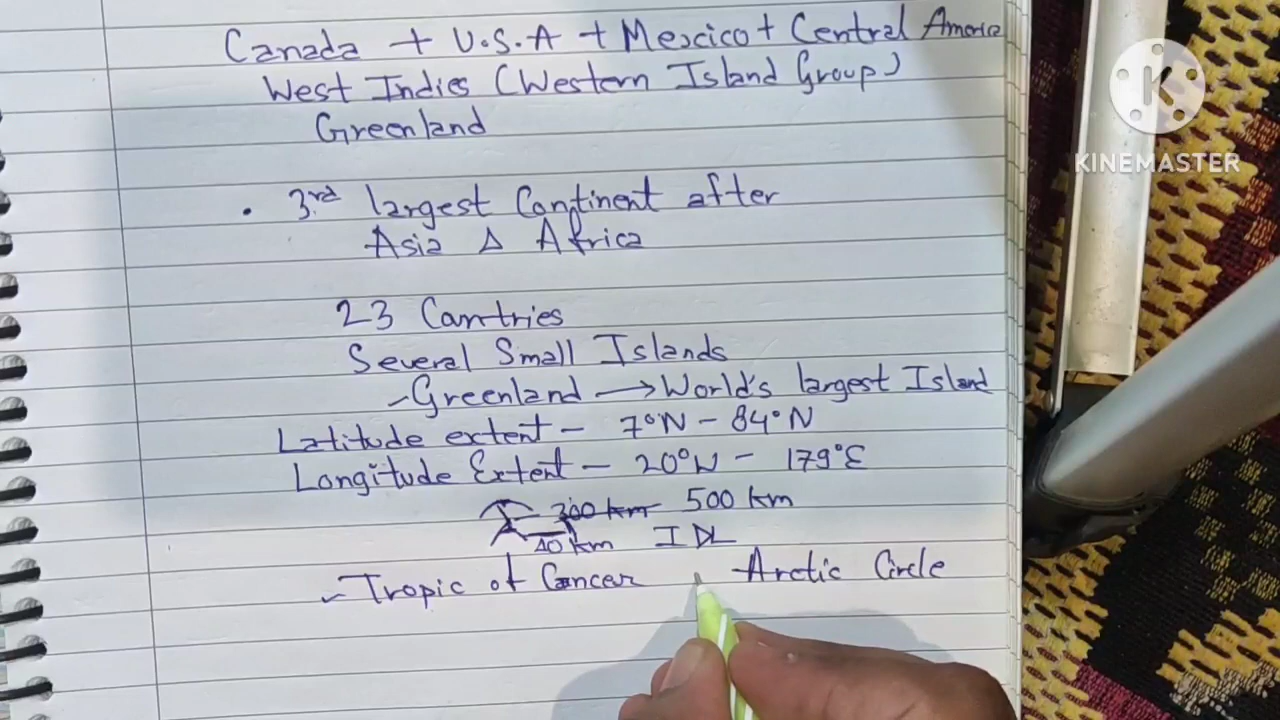 Canada + U.S.A + Mexico + Central America
West Indies (Western Island Group)
Greenland
. 3rd largest Continent after
Asia & Africa
23 Countries
Several Small Islands
- Greenland → World's largest Island
Latitude extent - 7°N - 84°N
Longitude Extent - 20°W - 179°E
300 km 500 km
40 km IDL
- Tropic of Cancer Arctic Circle
K
KINEMASTER